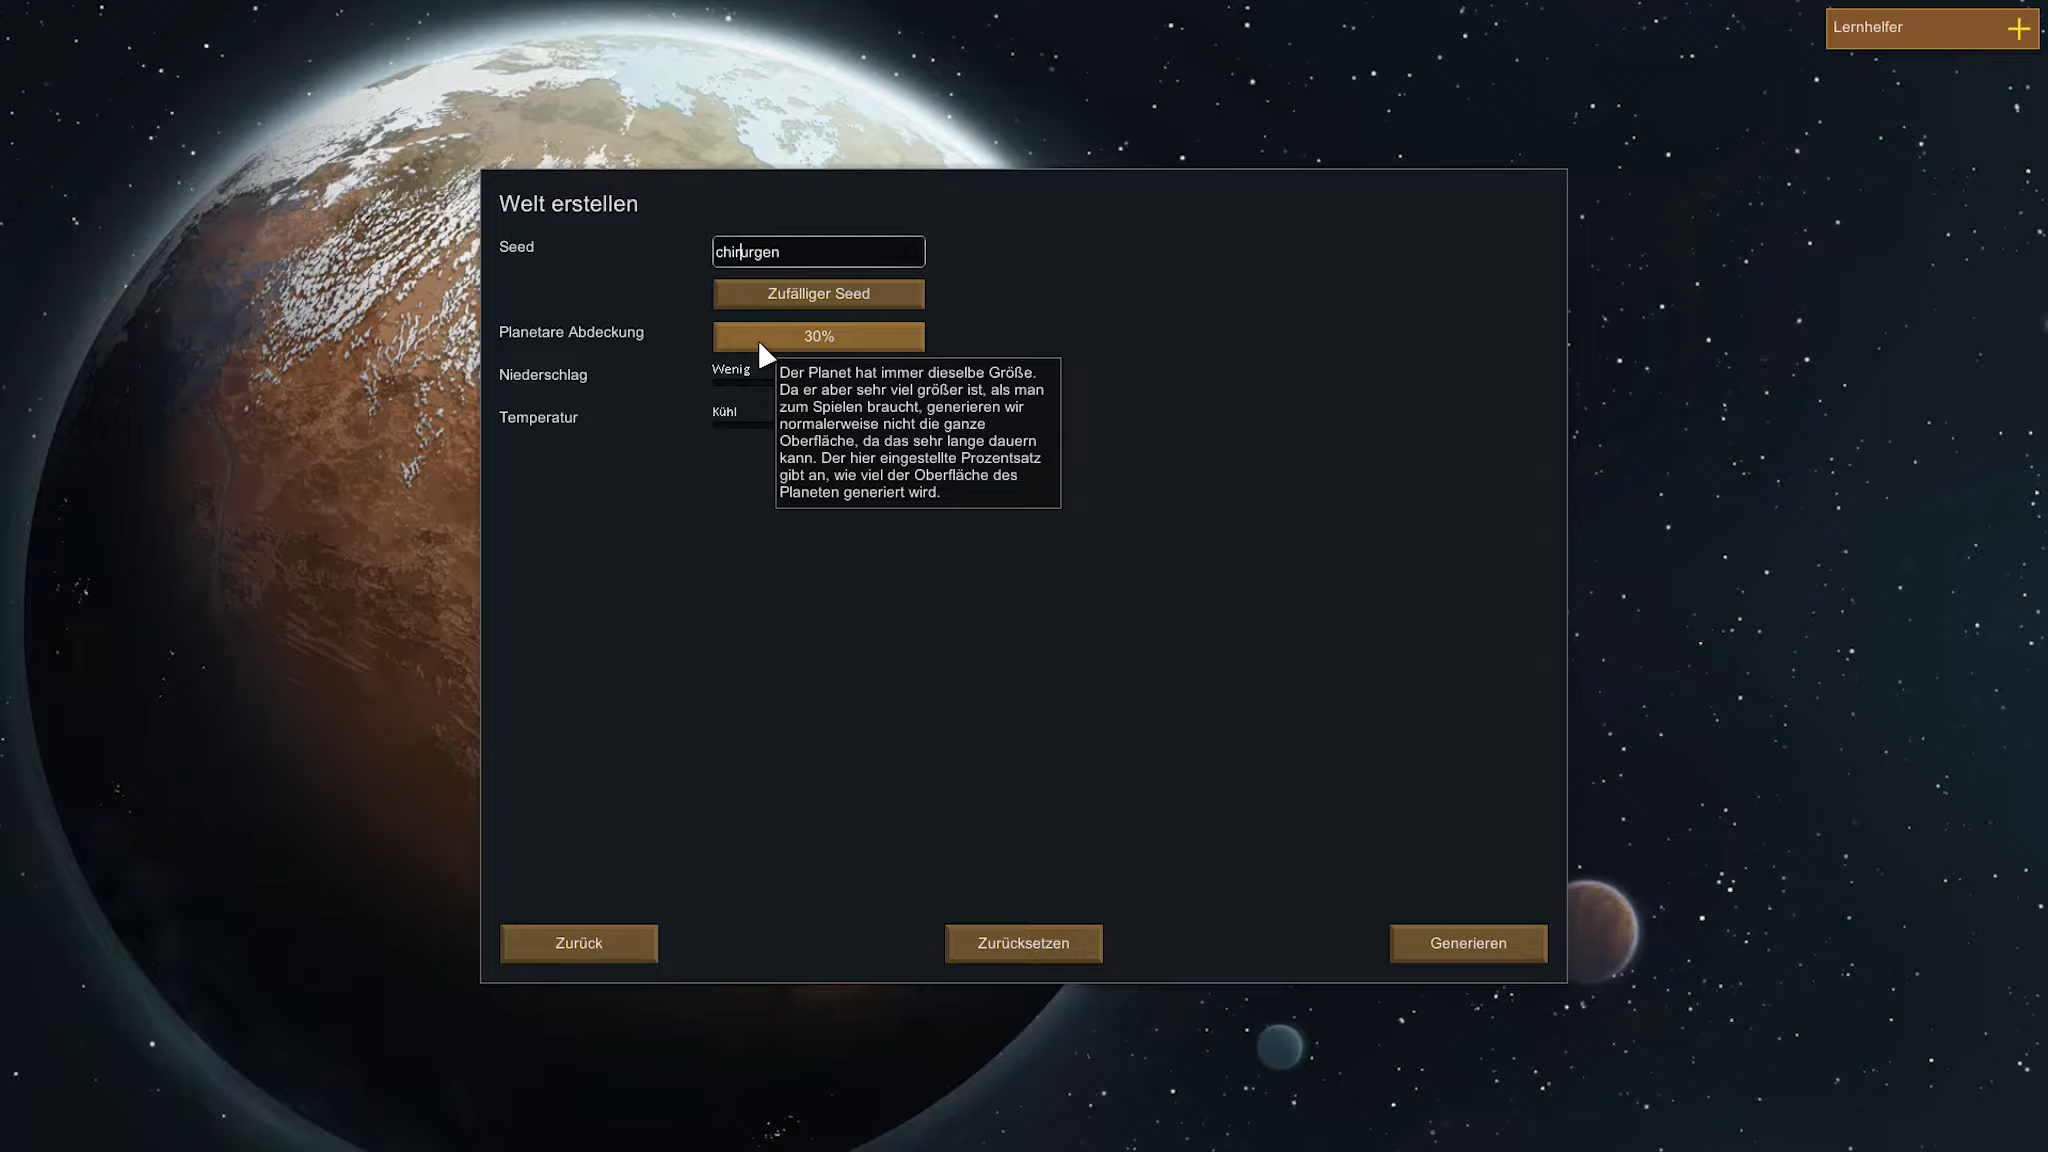 Lernhelfer
Welt erstellen
Seed
chirurgen
Zufälliger Seed
Planetare Abdeckung
30%
Niederschlag
Wenig
Temperatur
Kühl
Der Planet hat immer dieselbe Größe.
Da er aber sehr viel größer ist, als man
zum Spielen braucht, generieren wir
normalerweise nicht die ganze
Oberfläche, da das sehr lange dauern
kann. Der hier eingestellte Prozentsatz
gibt an, wie viel der Oberfläche des
Planeten generiert wird.
Zurück
Zurücksetzen
Generieren